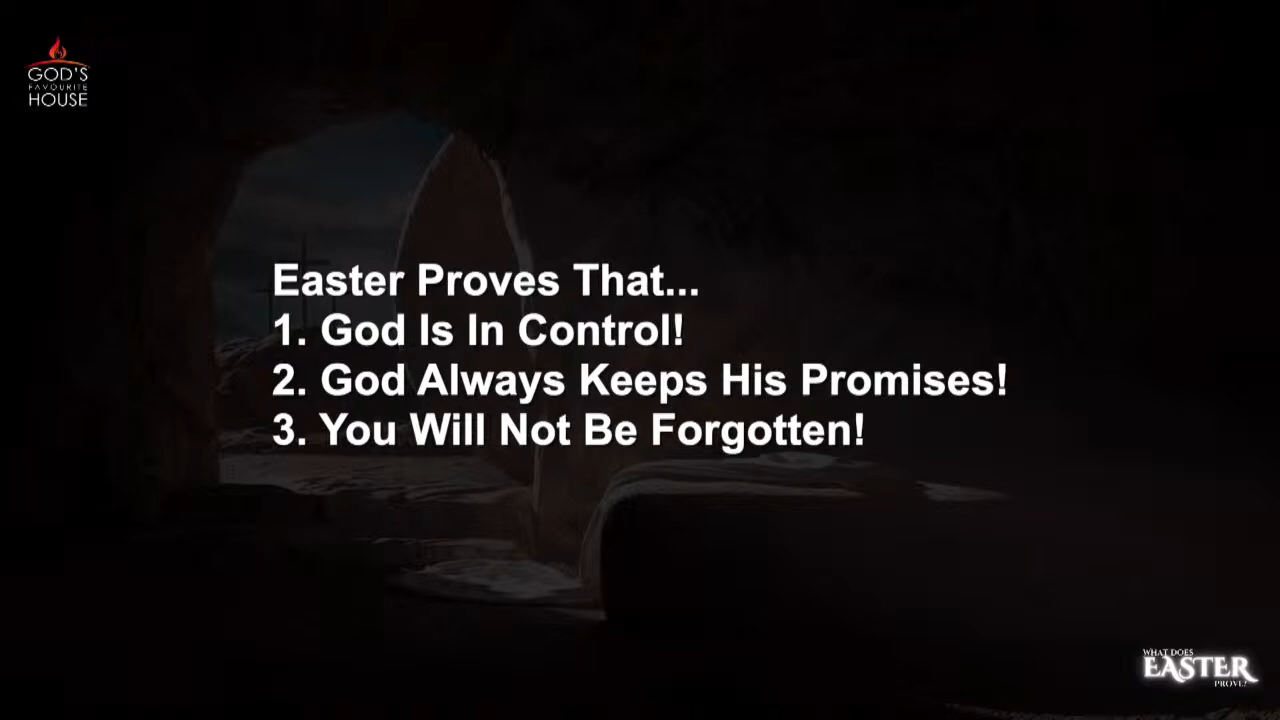 GOD'S
FAVOURITE
HOUSE
Easter Proves That...
1. God Is In Control!
2. God Always Keeps His Promises!
3. You Will Not Be Forgotten!
WHAT DOES
EASTER
PROVE?